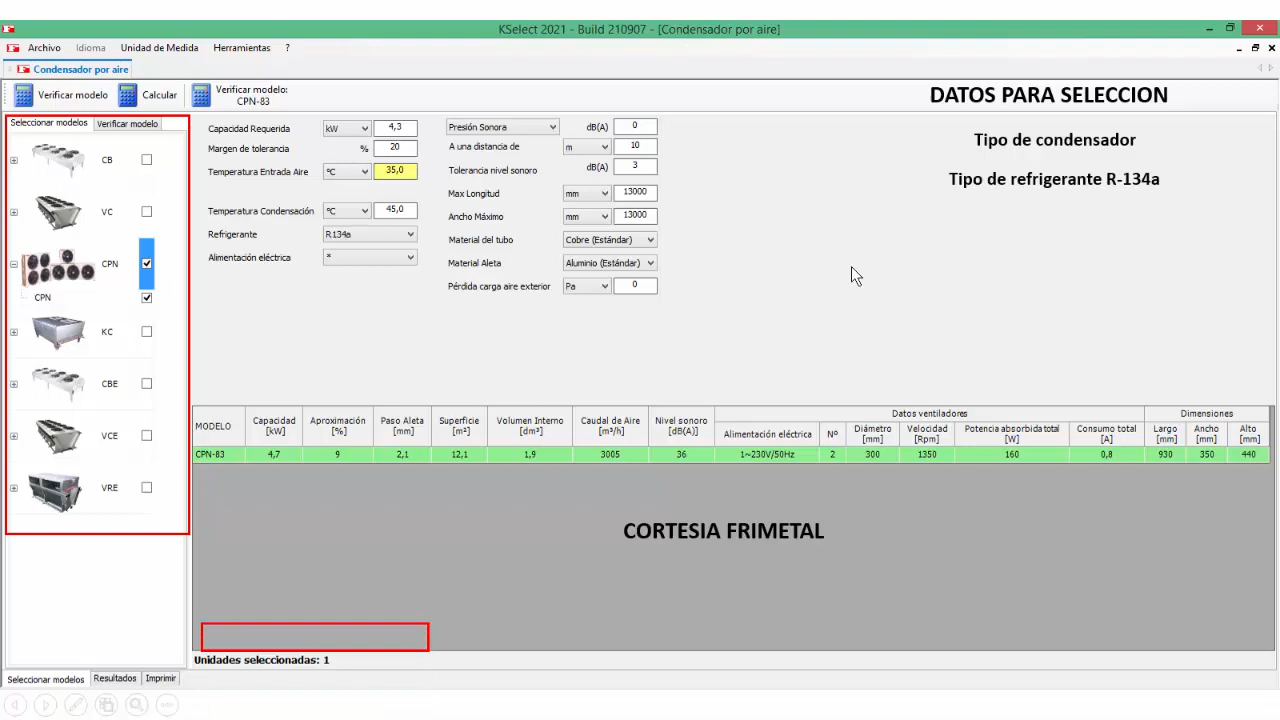 KSelect 2021 - Build 210907 - [Condensador por aire]
Archivo Idioma Unidad de Medida Herramientas ?
Condensador por aire
Verificar modelo Calcular Verificar modelo: CPN-83
DATOS PARA SELECCION
Tipo de condensador
Tipo de refrigerante R-134a
Seleccionar modelos Verificar modelo
CB
VC
CPN
CPN
KC
CBE
VCE
VRE
Capacidad Requerida kW 4,3
Margen de tolerancia % 20
Temperatura Entrada Aire ºC 35,0
Temperatura Condensación ºC 45,0
Refrigerante R134a
Alimentación eléctrica *
Presión Sonora dB(A) 0
A una distancia de m 10
Tolerancia nivel sonoro dB(A) 3
Max Longitud mm 13000
Ancho Máximo mm 13000
Material del tubo Cobre (Estándar)
Material Aleta Aluminio (Estándar)
Pérdida carga aire exterior Pa 0
Datos ventiladores Dimensiones
MODELO Capacidad [kW] Aproximación [%] Paso Aleta [mm] Superficie [m²] Volumen Interno [dm³] Caudal de Aire [m³/h] Nivel sonoro [dB(A)] Alimentación eléctrica Nº Diámetro [mm] Velocidad [Rpm] Potencia absorbida total [W] Consumo total [A] Largo [mm] Ancho [mm] Alto [mm]
CPN-83 4,7 9 2,1 12,1 1,9 3005 36 1~230V/50Hz 2 300 1350 160 0,8 930 350 440
CORTESIA FRIMETAL
Unidades seleccionadas: 1
Seleccionar modelos Resultados Imprimir